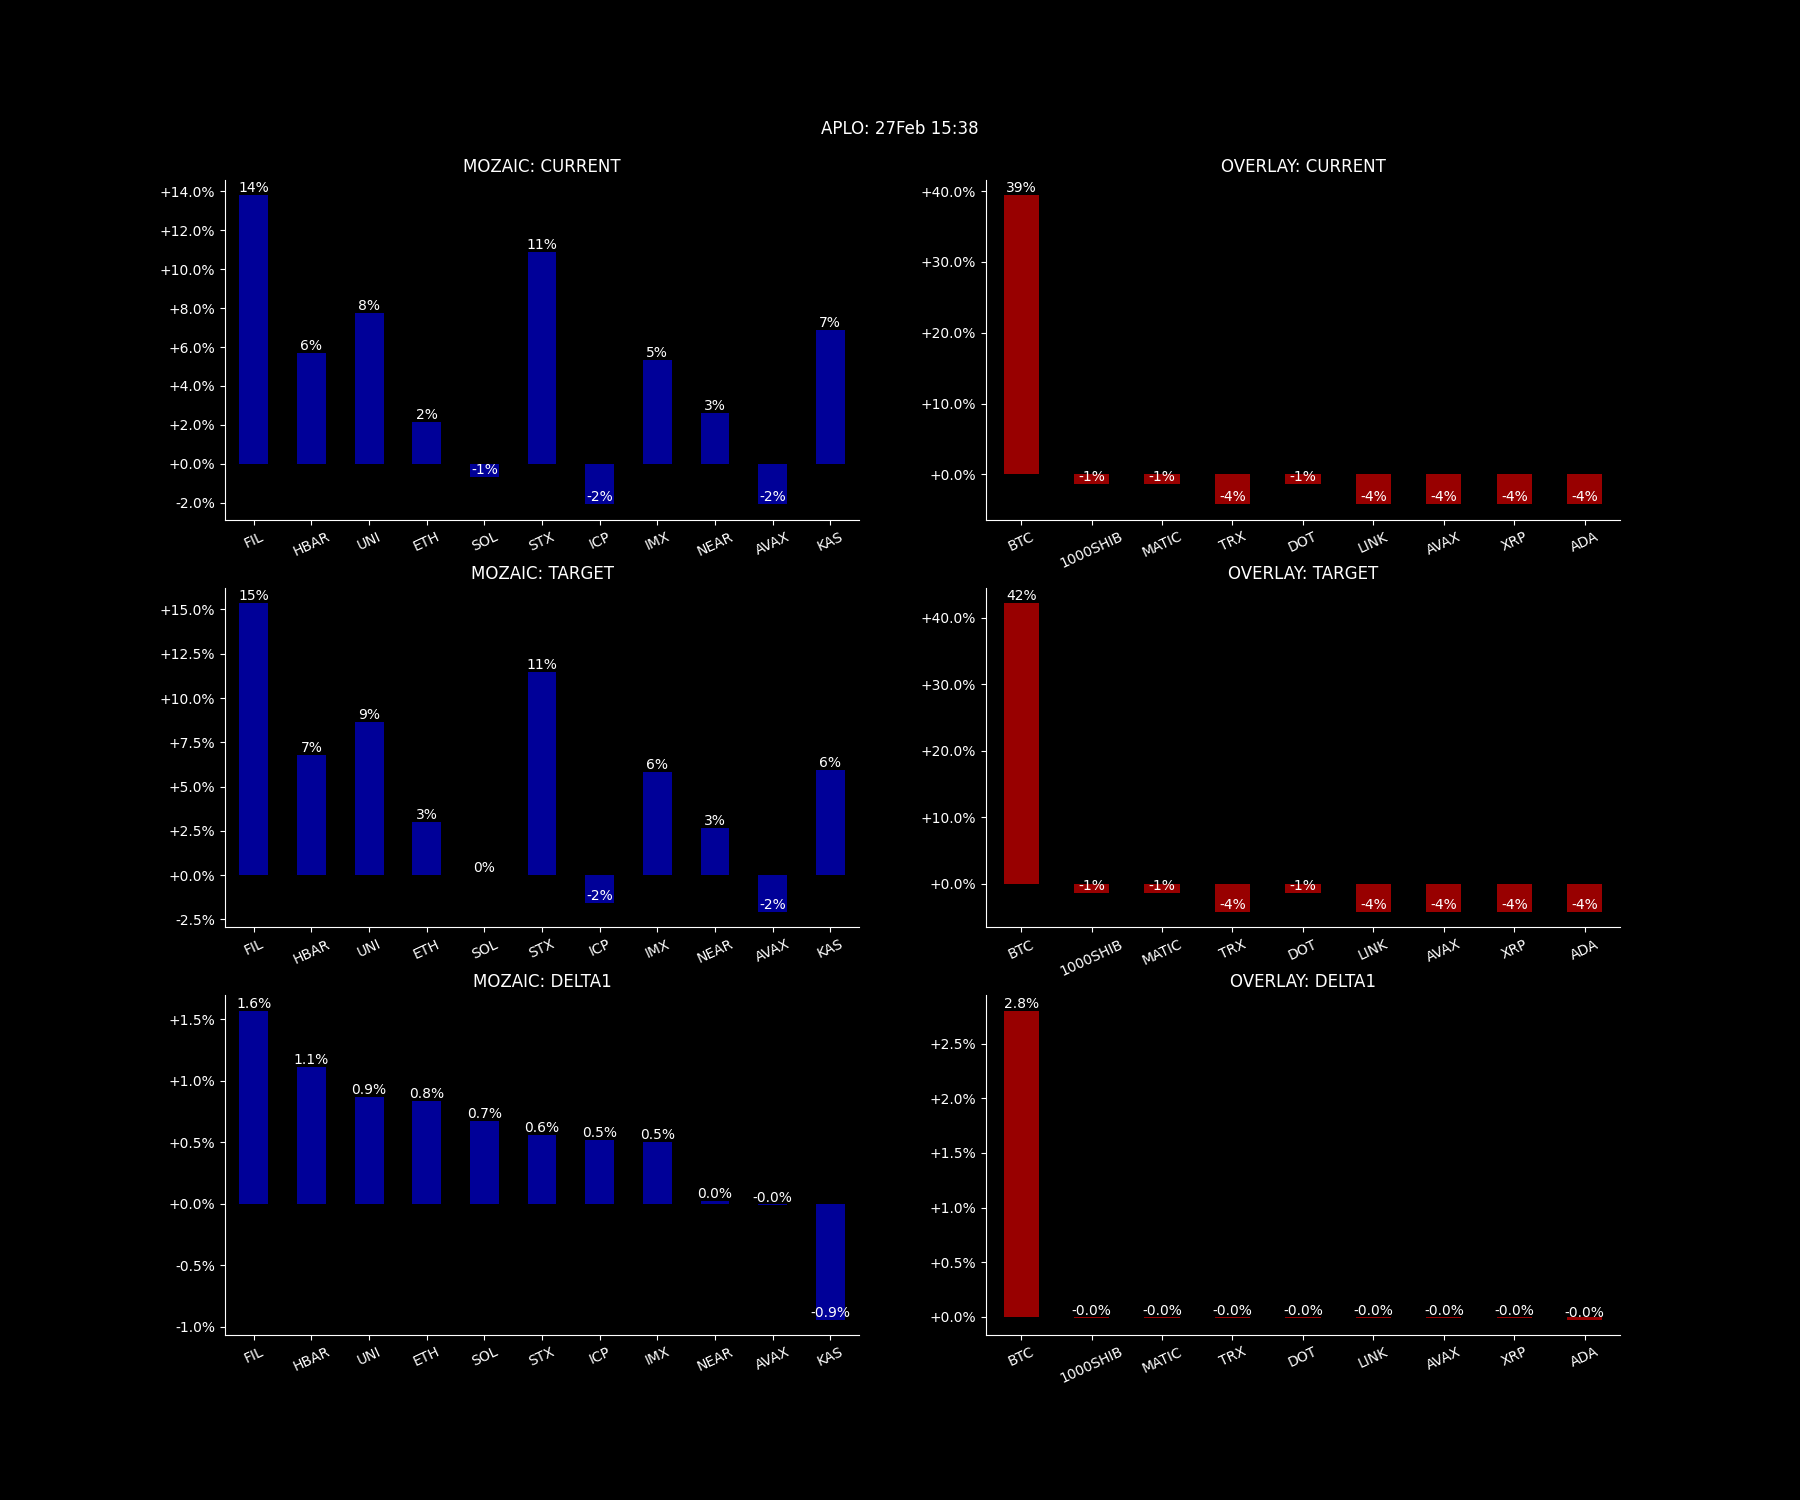 APLO: 27Feb 15:38
MOZAIC: CURRENT
+14.0%
+12.0%
+10.0%
+8.0%
+6.0%
+4.0%
+2.0%
+0.0%
-2.0%
14%
6%
8%
2%
-1%
11%
-2%
5%
3%
-2%
7%
FIL
HBAR
UNI
ETH
SOL
STX
ICP
IMX
NEAR
AVAX
KAS
OVERLAY: CURRENT
+40.0%
+30.0%
+20.0%
+10.0%
+0.0%
39%
-1%
-1%
-4%
-1%
-4%
-4%
-4%
-4%
BTC
1000SHIB
MATIC
TRX
DOT
LINK
AVAX
XRP
ADA
MOZAIC: TARGET
+15.0%
+12.5%
+10.0%
+7.5%
+5.0%
+2.5%
+0.0%
-2.5%
15%
7%
9%
3%
0%
11%
-2%
6%
3%
-2%
6%
FIL
HBAR
UNI
ETH
SOL
STX
ICP
IMX
NEAR
AVAX
KAS
OVERLAY: TARGET
+40.0%
+30.0%
+20.0%
+10.0%
+0.0%
42%
-1%
-1%
-4%
-1%
-4%
-4%
-4%
-4%
BTC
1000SHIB
MATIC
TRX
DOT
LINK
AVAX
XRP
ADA
MOZAIC: DELTA1
+1.5%
+1.0%
+0.5%
+0.0%
-0.5%
-1.0%
1.6%
1.1%
0.9%
0.8%
0.7%
0.6%
0.5%
0.5%
0.0%
-0.0%
-0.9%
FIL
HBAR
UNI
ETH
SOL
STX
ICP
IMX
NEAR
AVAX
KAS
OVERLAY: DELTA1
+2.5%
+2.0%
+1.5%
+1.0%
+0.5%
+0.0%
2.8%
-0.0%
-0.0%
-0.0%
-0.0%
-0.0%
-0.0%
-0.0%
-0.0%
BTC
1000SHIB
MATIC
TRX
DOT
LINK
AVAX
XRP
ADA